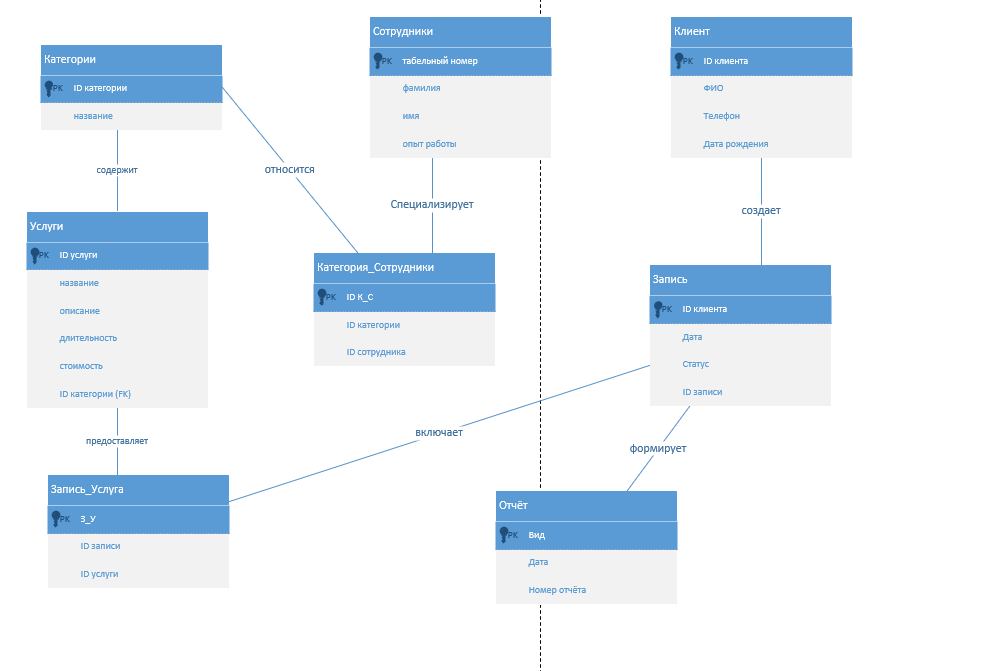 Категории
PK ID категории
название
содержит
Услуги
PK ID услуги
название
описание
длительность
стоимость
ID категории (FK)
предоставляет
Запись_Услуга
PK З_У
ID записи
ID услуги
относится
Сотрудники
PK табельный номер
фамилия
имя
опыт работы
Специализирует
Категория_Сотрудники
PK ID К_С
ID категории
ID сотрудника
включает
Клиент
PK ID клиента
ФИО
Телефон
Дата рождения
создает
Запись
PK ID клиента
Дата
Статус
ID записи
формирует
Отчёт
PK Вид
Дата
Номер отчёта